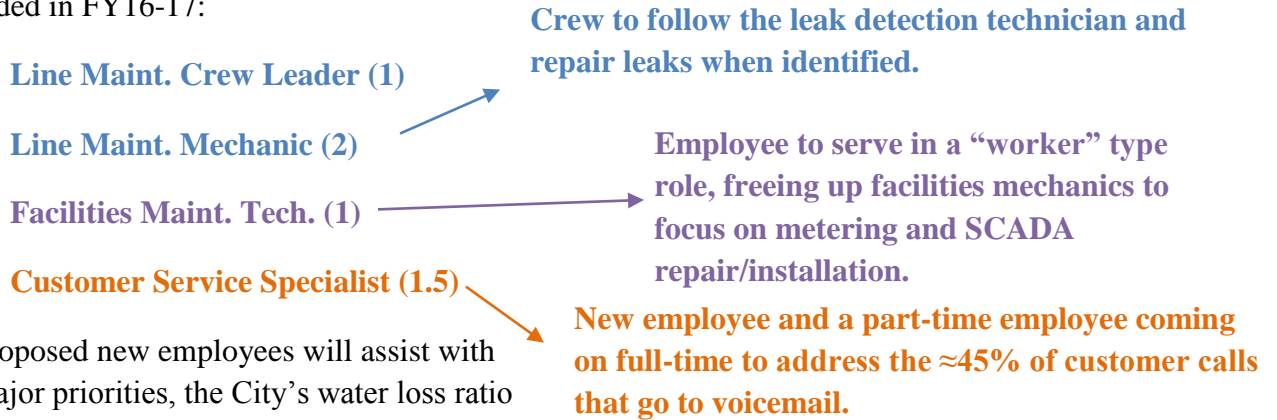 ded in FY16-17:
Crew to follow the leak detection technician and
repair leaks when identified.
Line Maint. Crew Leader (1)
Line Maint. Mechanic (2)
Employee to serve in a “worker” type
role, freeing up facilities mechanics to
focus on metering and SCADA
repair/installation.
Facilities Maint. Tech. (1)
Customer Service Specialist (1.5)
New employee and a part-time employee coming
on full-time to address the ≈45% of customer calls
that go to voicemail.
oposed new employees will assist with
ajor priorities, the City’s water loss ratio